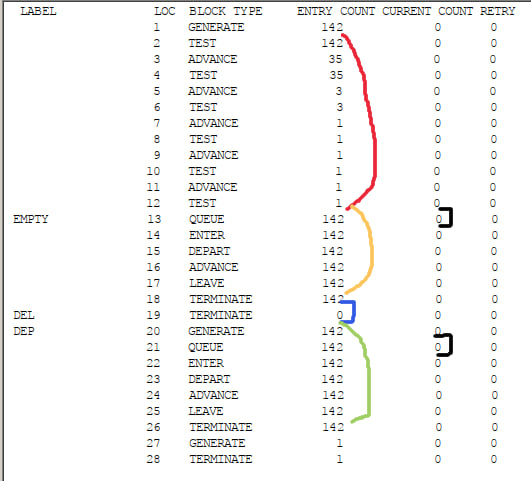 LABEL LOC BLOCK TYPE ENTRY COUNT CURRENT COUNT RETRY
1 GENERATE 142 0 0
2 TEST 142 0 0
3 ADVANCE 35 0 0
4 TEST 35 0 0
5 ADVANCE 3 0 0
6 TEST 3 0 0
7 ADVANCE 1 0 0
8 TEST 1 0 0
9 ADVANCE 1 0 0
10 TEST 1 0 0
11 ADVANCE 1 0 0
12 TEST 1 0 0
EMPTY 13 QUEUE 142 0 0
14 ENTER 142 0 0
15 DEPART 142 0 0
16 ADVANCE 142 0 0
17 LEAVE 142 0 0
18 TERMINATE 142 0 0
DEL 19 TERMINATE 0 0 0
DEP 20 GENERATE 142 0 0
21 QUEUE 142 0 0
22 ENTER 142 0 0
23 DEPART 142 0 0
24 ADVANCE 142 0 0
25 LEAVE 142 0 0
26 TERMINATE 142 0 0
27 GENERATE 1 0 0
28 TERMINATE 1 0 0